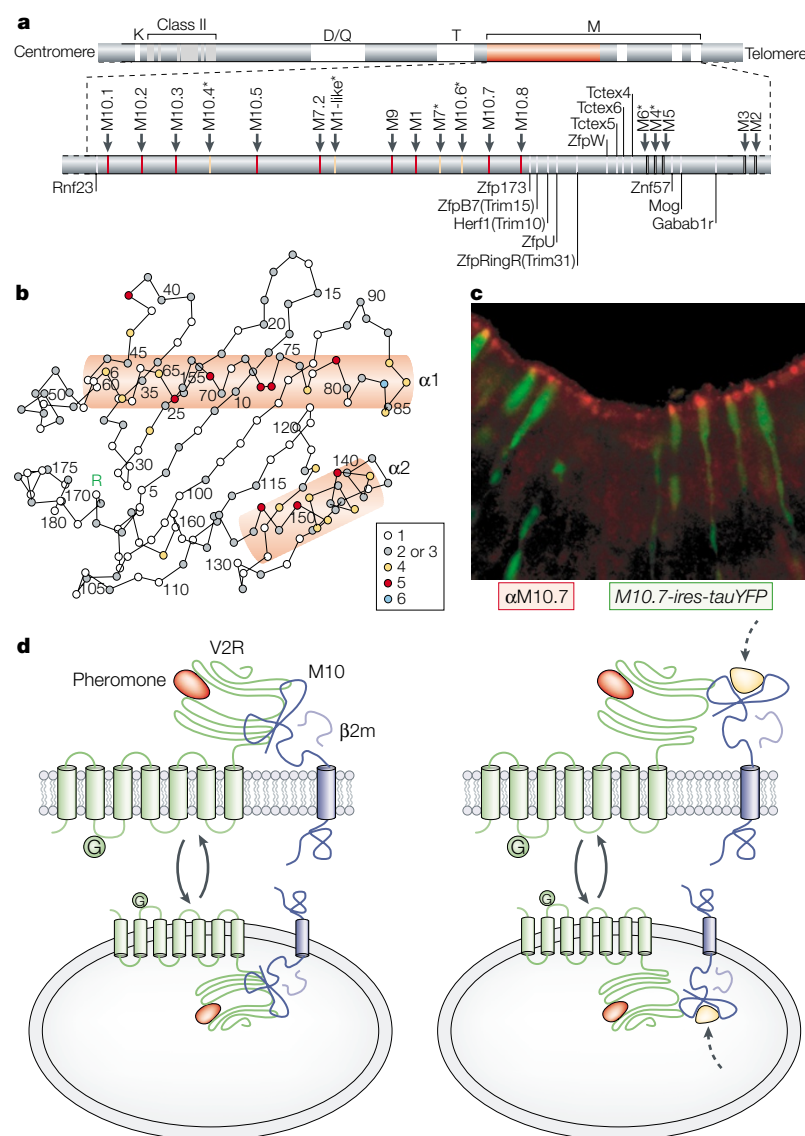 a
K
Class II
D/Q
T
M
Centromere
Telomere
M10.1
M10.2
M10.3
M10.4*
M10.5
M7.2
M1-like*
M9
M1
M7*
M10.6*
M10.7
M10.8
ZfpW
Tctex5
Tctex6
Tctex4
M6*
M4*
M5
M3
M2
Rnf23
Zfp173
ZfpB7(Trim15)
Herf1(Trim10)
ZfpU
ZfpRingR(Trim31)
Znf57
Mog
Gabab1r
b
40
15
90
20
45
75
65
155
6
60
50
35
25
70
10
80
85
α1
120
30
α2
140
175
R
170
180
5
100
115
160
150
130
105
110
1
2 or 3
4
5
6
c
αM10.7
M10.7-ires-tauYFP
d
V2R
Pheromone
M10
β2m
G
G
G
G